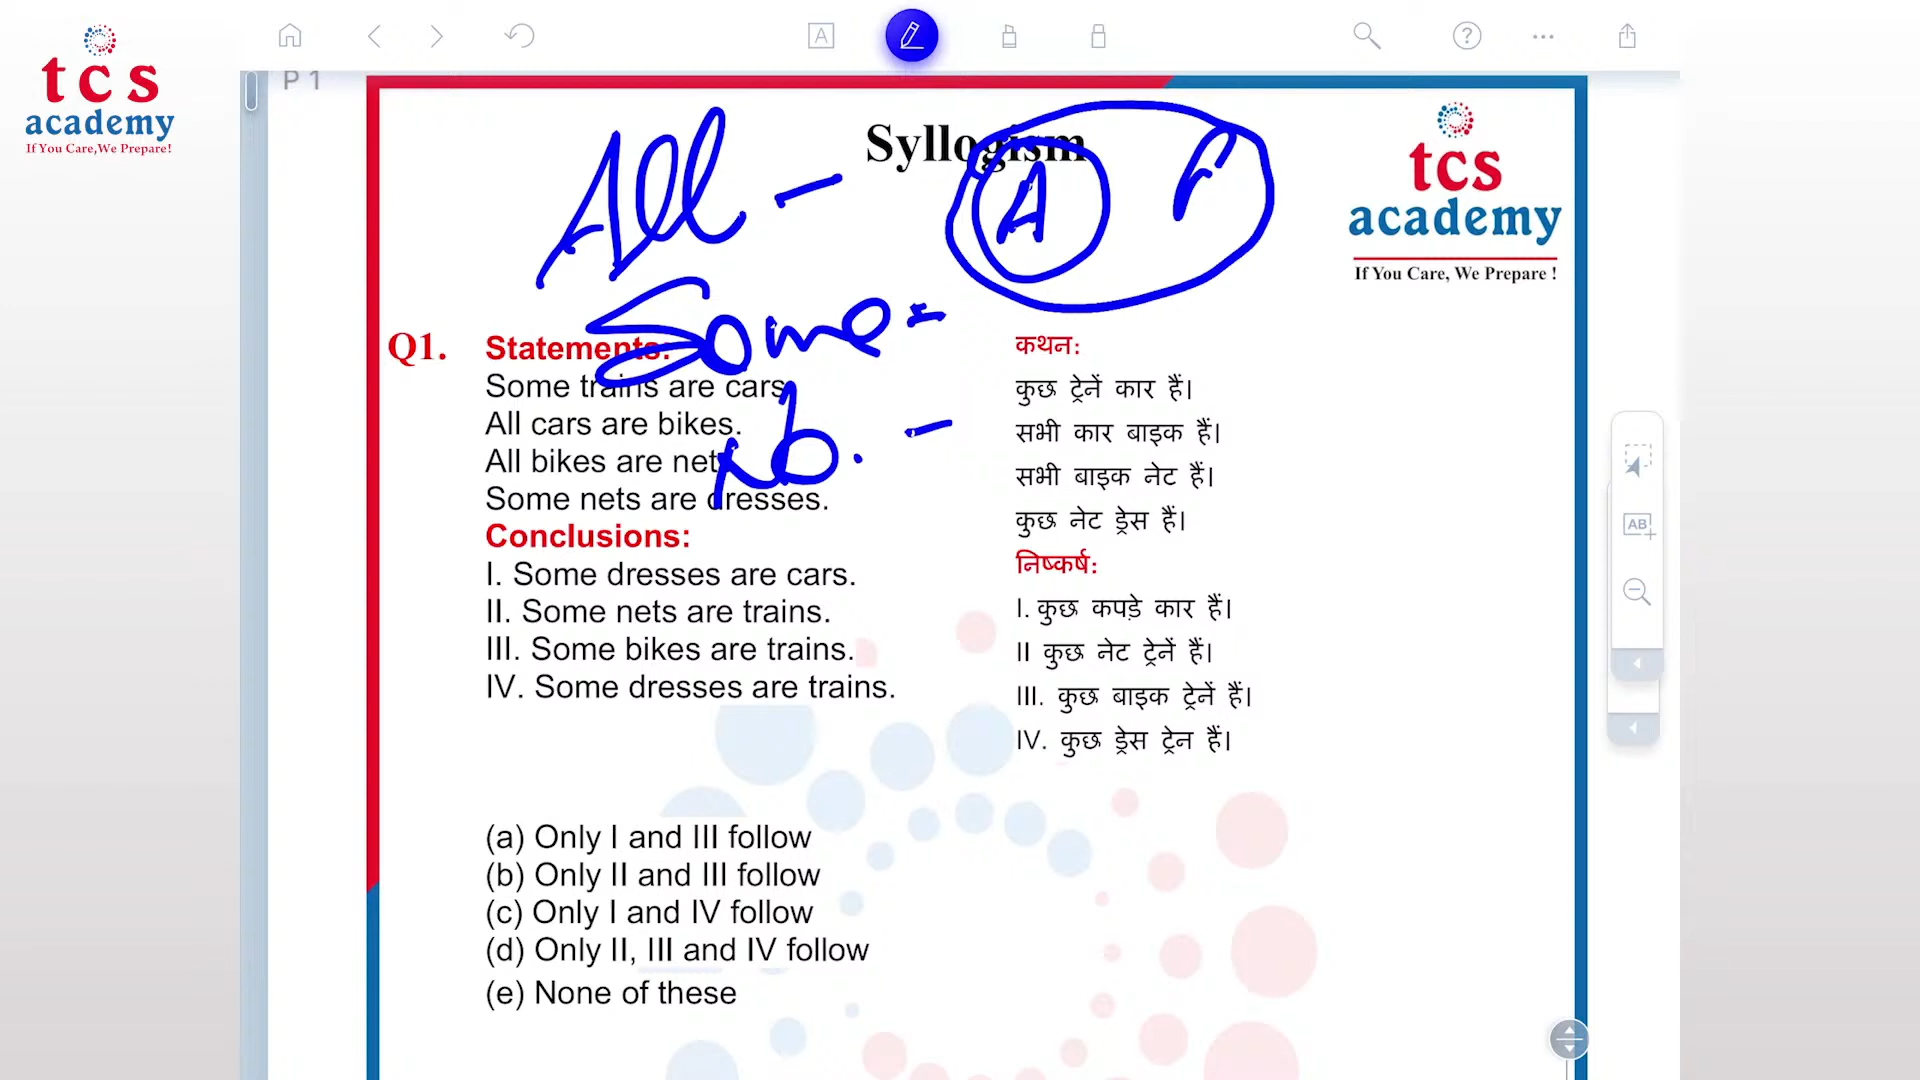 tcs
academy
If You Care,We Prepare!
P 1
Syllogism
All -
A
tcs
academy
If You Care, We Prepare !
Some =
No. -
Q1. Statements:
Some trains are cars.
All cars are bikes.
All bikes are nets.
Some nets are dresses.
Conclusions:
I. Some dresses are cars.
II. Some nets are trains.
III. Some bikes are trains.
IV. Some dresses are trains.
कथन:
कुछ ट्रेनें कार हैं।
सभी कार बाइक हैं।
सभी बाइक नेट हैं।
कुछ नेट ड्रेस हैं।
निष्कर्ष:
I. कुछ कपड़े कार हैं।
II कुछ नेट ट्रेनें हैं।
III. कुछ बाइक ट्रेनें हैं।
IV. कुछ ड्रेस ट्रेन हैं।
(a) Only I and III follow
(b) Only II and III follow
(c) Only I and IV follow
(d) Only II, III and IV follow
(e) None of these